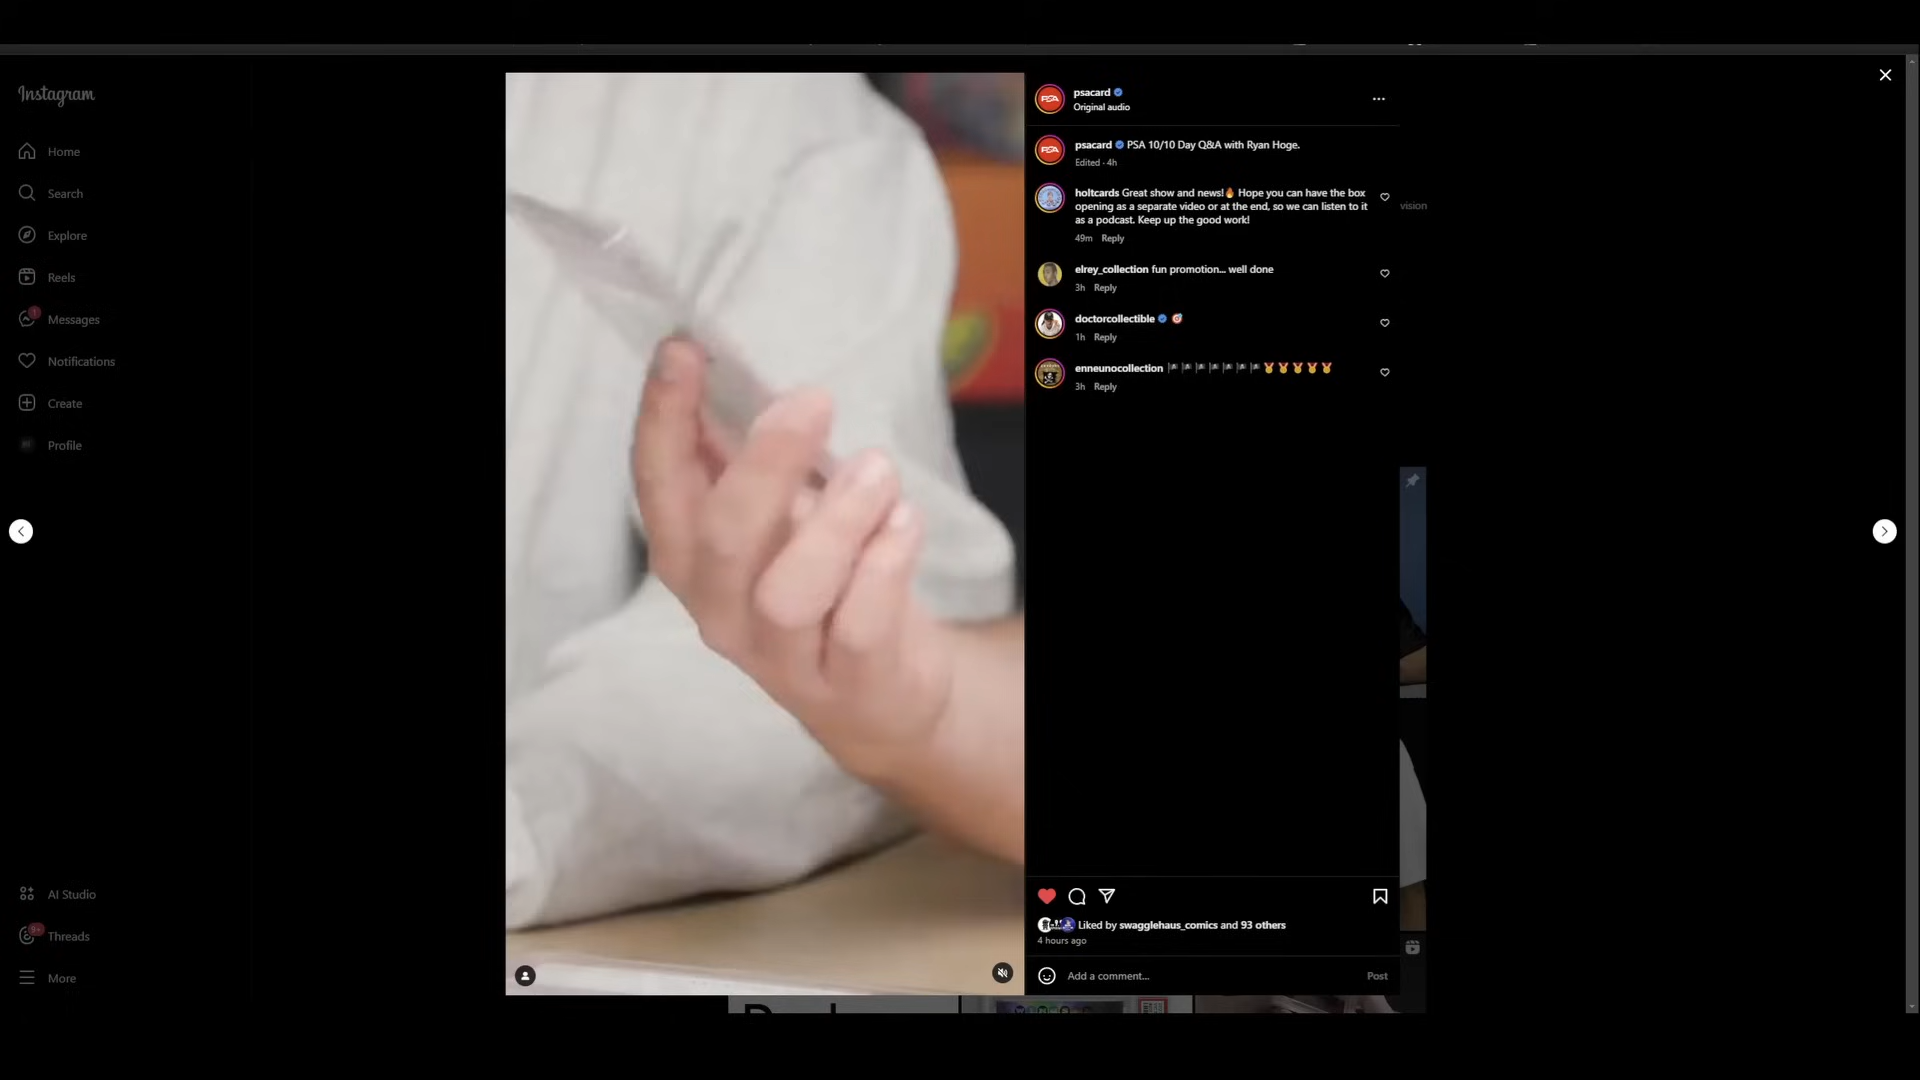 Instagram
Home
Search
Explore
Reels
1
Messages
Notifications
Create
Profile
AI Studio
9+
Threads
More
PSA
psacard
Original audio
PSA
psacard PSA 10/10 Day Q&A with Ryan Hoge.
Edited · 4h
holtcards Great show and news!🔥 Hope you can have the box
opening as a separate video or at the end, so we can listen to it
as a podcast. Keep up the good work!
49m Reply
elrey_collection fun promotion... well done
3h Reply
doctorcollectible 🎯
1h Reply
enneunocollection 🏴🏴🏴🏴🏴🏴🏴🏅🏅🏅🏅🏅
3h Reply
vision
Liked by swagglehaus_comics and 93 others
4 hours ago
Add a comment...
Post